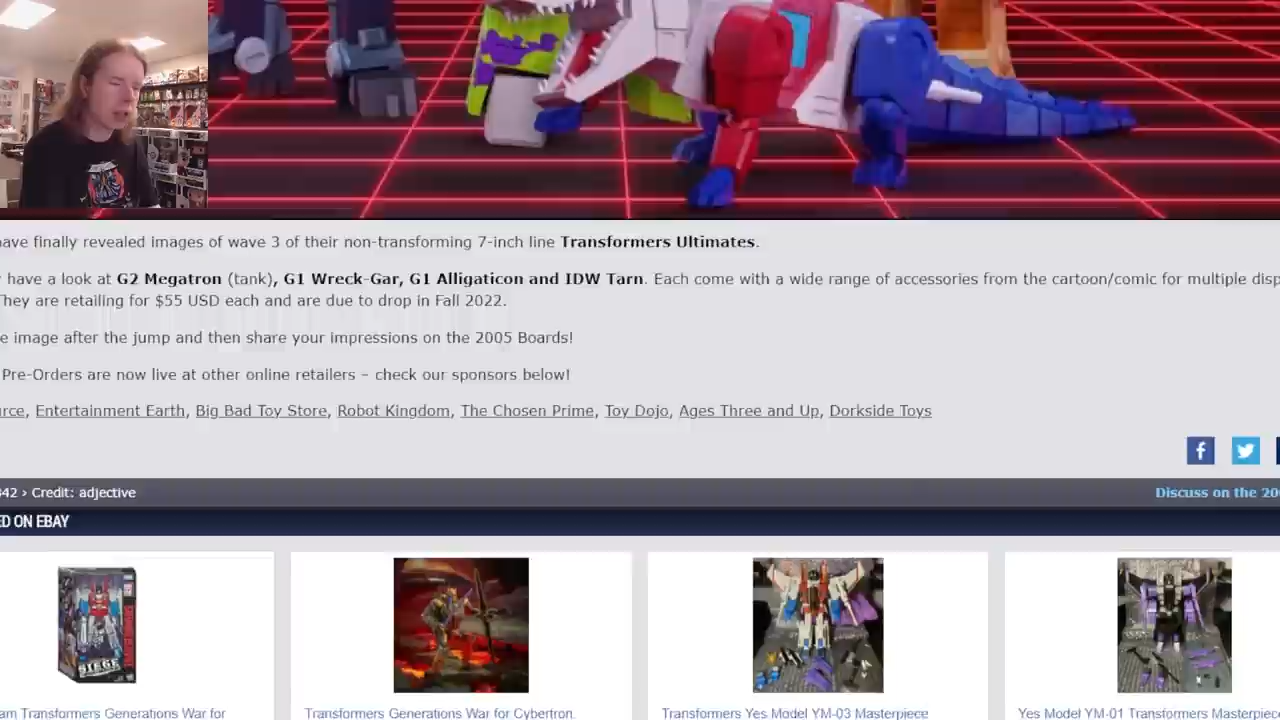 ave finally revealed images of wave 3 of their non-transforming 7-inch line Transformers Ultimates.
have a look at G2 Megatron (tank), G1 Wreck-Gar, G1 Alligaticon and IDW Tarn. Each come with a wide range of accessories from the cartoon/comic for multiple disp
They are retailing for $55 USD each and are due to drop in Fall 2022.
e image after the jump and then share your impressions on the 2005 Boards!
Pre-Orders are now live at other online retailers – check our sponsors below!
rce, Entertainment Earth, Big Bad Toy Store, Robot Kingdom, The Chosen Prime, Toy Dojo, Ages Three and Up, Dorkside Toys
42 › Credit: adjective
Discuss on the 20
ED ON EBAY
SIEGE
am Transformers Generations War for
Transformers Generations War for Cybertron.
Transformers Yes Model YM-03 Masterpiece
Yes Model YM-01 Transformers Masterpiec